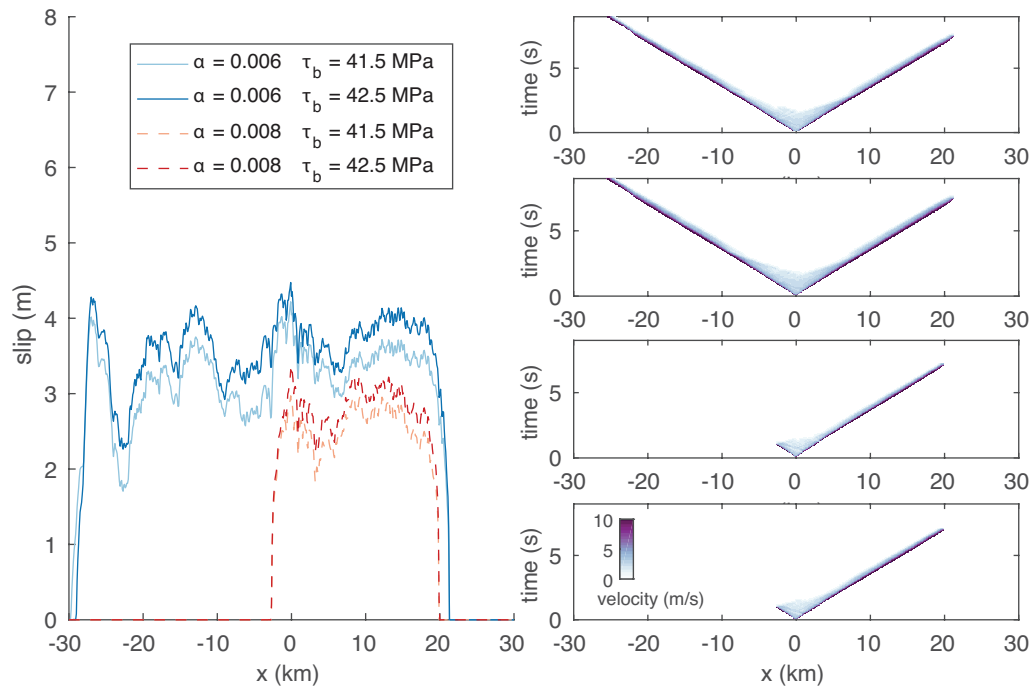 8
7
6
5
4
3
2
1
0
slip (m)
-30 -20 -10 0 10 20 30
x (km)
α = 0.006 τb = 41.5 MPa
α = 0.006 τb = 42.5 MPa
α = 0.008 τb = 41.5 MPa
α = 0.008 τb = 42.5 MPa
time (s)
5
0
-30 -20 -10 0 10 20 30
time (s)
5
0
-30 -20 -10 0 10 20 30
time (s)
5
0
-30 -20 -10 0 10 20 30
time (s)
5
0
10
5
0
velocity (m/s)
-30 -20 -10 0 10 20 30
x (km)